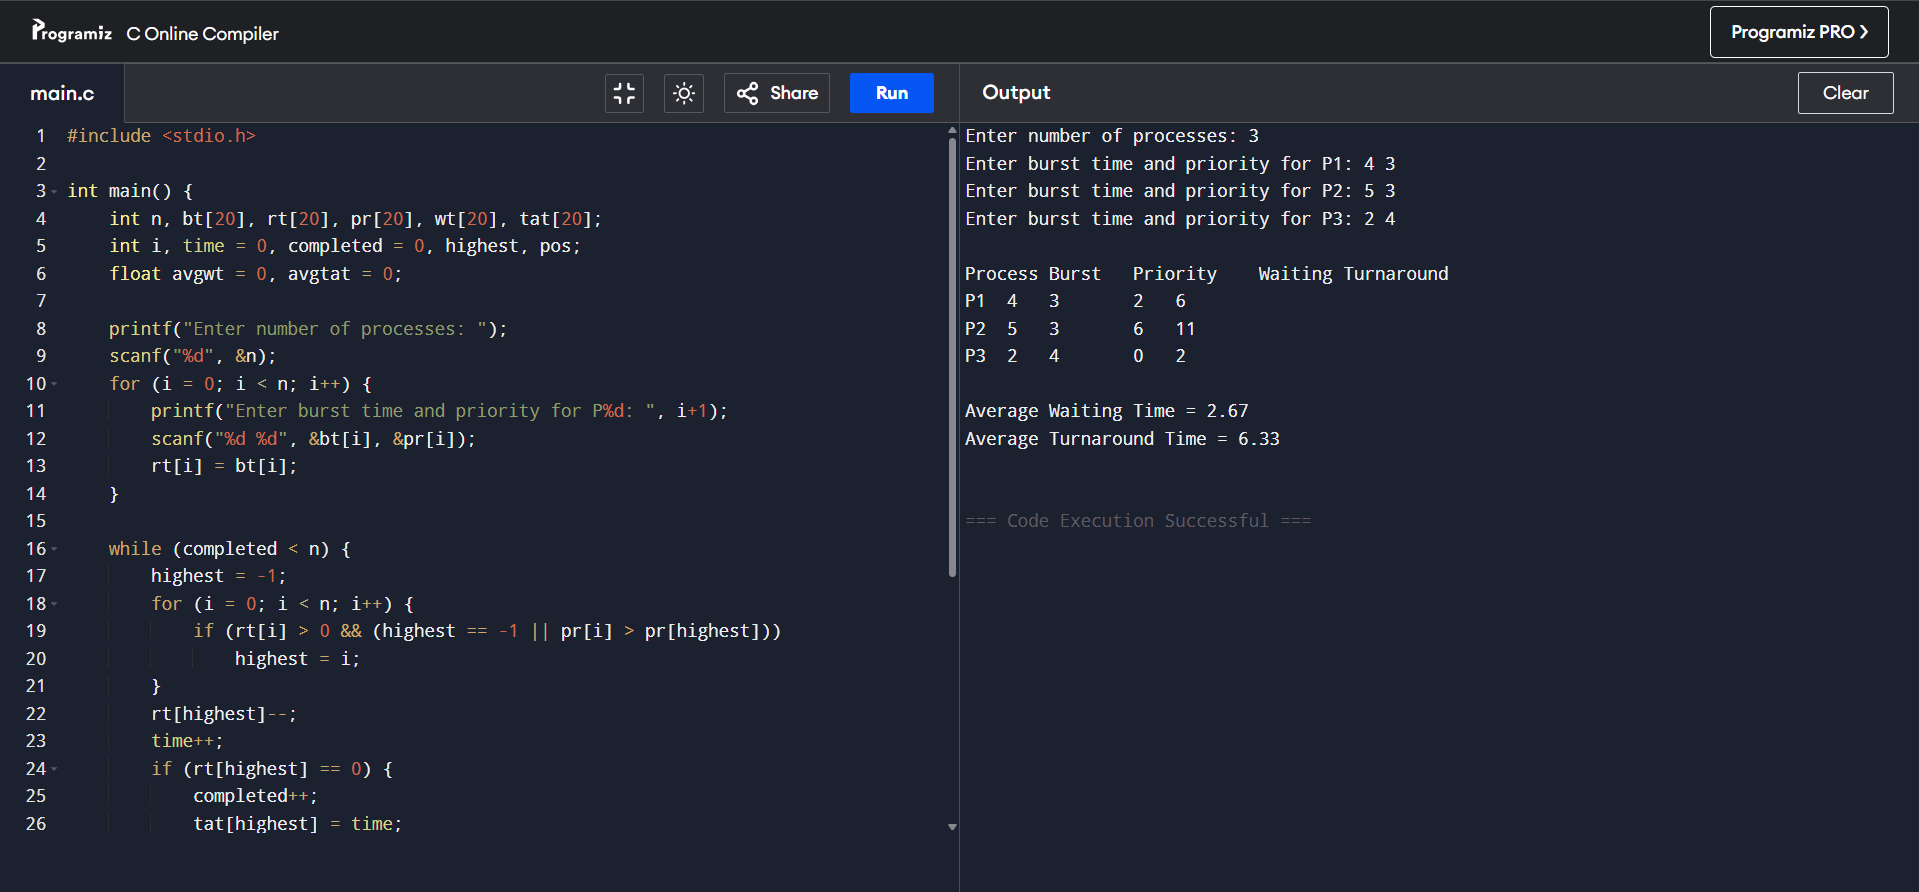 Programiz C Online Compiler
Programiz PRO ❯
main.c
Share
Run
Output
Clear
1 #include <stdio.h>
2
3 int main() {
4     int n, bt[20], rt[20], pr[20], wt[20], tat[20];
5     int i, time = 0, completed = 0, highest, pos;
6     float avgwt = 0, avgtat = 0;
7
8     printf("Enter number of processes: ");
9     scanf("%d", &n);
10     for (i = 0; i < n; i++) {
11         printf("Enter burst time and priority for P%d: ", i+1);
12         scanf("%d %d", &bt[i], &pr[i]);
13         rt[i] = bt[i];
14     }
15
16     while (completed < n) {
17         highest = -1;
18         for (i = 0; i < n; i++) {
19             if (rt[i] > 0 && (highest == -1 || pr[i] > pr[highest]))
20                 highest = i;
21         }
22         rt[highest]--;
23         time++;
24         if (rt[highest] == 0) {
25             completed++;
26             tat[highest] = time;
Enter number of processes: 3
Enter burst time and priority for P1: 4 3
Enter burst time and priority for P2: 5 3
Enter burst time and priority for P3: 2 4
Process Burst   Priority    Waiting Turnaround
P1  4   3       2   6
P2  5   3       6   11
P3  2   4       0   2
Average Waiting Time = 2.67
Average Turnaround Time = 6.33
=== Code Execution Successful ===